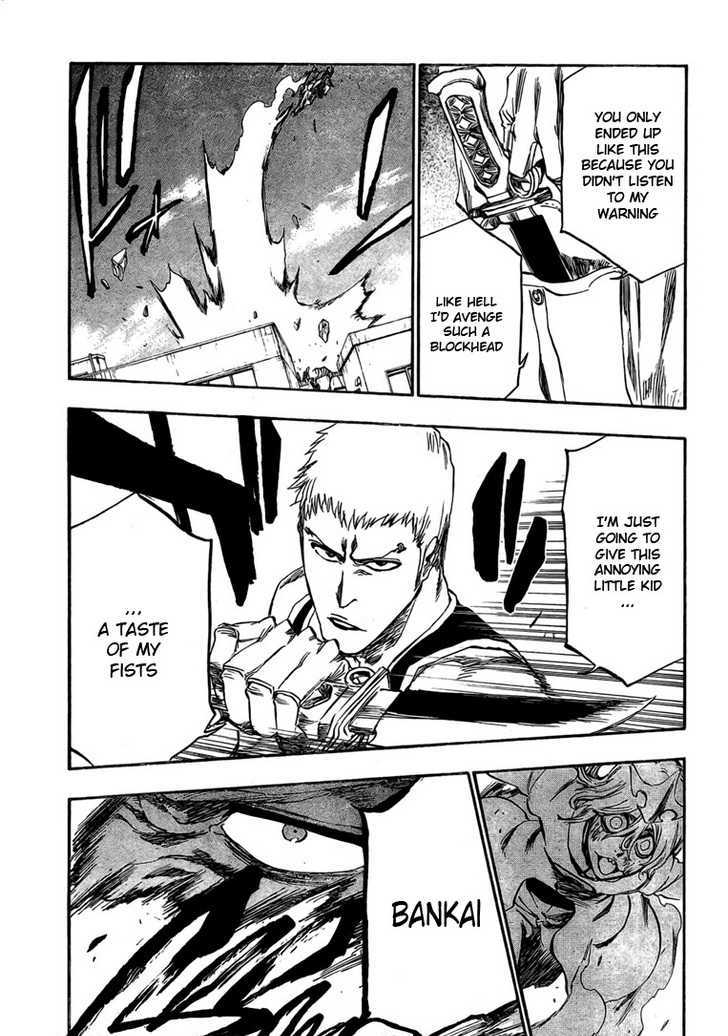 YOU ONLY
ENDED UP
LIKE THIS
BECAUSE YOU
DIDN'T LISTEN
TO MY
WARNING
LIKE HELL
I'D AVENGE
SUCH A
BLOCKHEAD
I'M JUST
GOING TO
GIVE THIS
ANNOYING
LITTLE KID
...
...
A TASTE
OF MY
FISTS
BANKAI